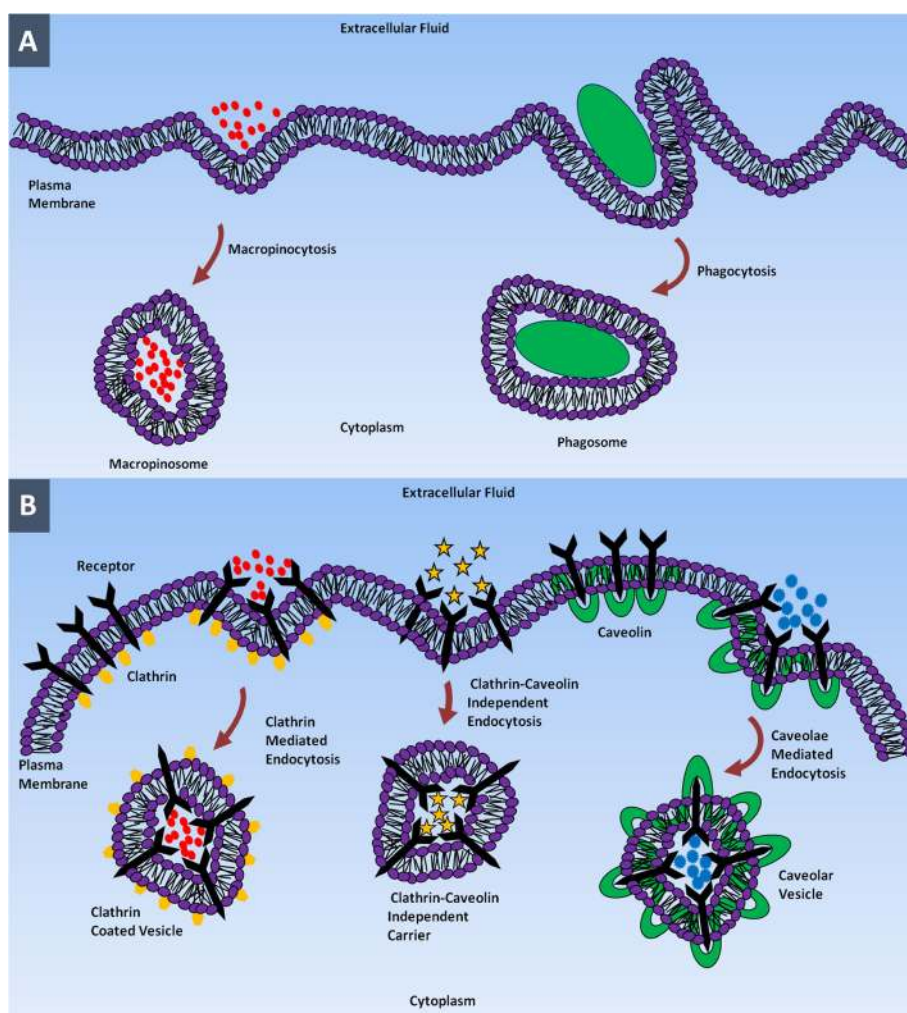 A
Extracellular Fluid
Plasma
Membrane
Macropinocytosis
Phagocytosis
Cytoplasm
Phagosome
Macropinosome
B
Extracellular Fluid
Receptor
Clathrin
Caveolin
Plasma
Membrane
Clathrin
Mediated
Endocytosis
Clathrin-Caveolin
Independent
Endocytosis
Caveolae
Mediated
Endocytosis
Clathrin
Coated Vesicle
Clathrin-Caveolin
Independent
Carrier
Caveolar
Vesicle
Cytoplasm